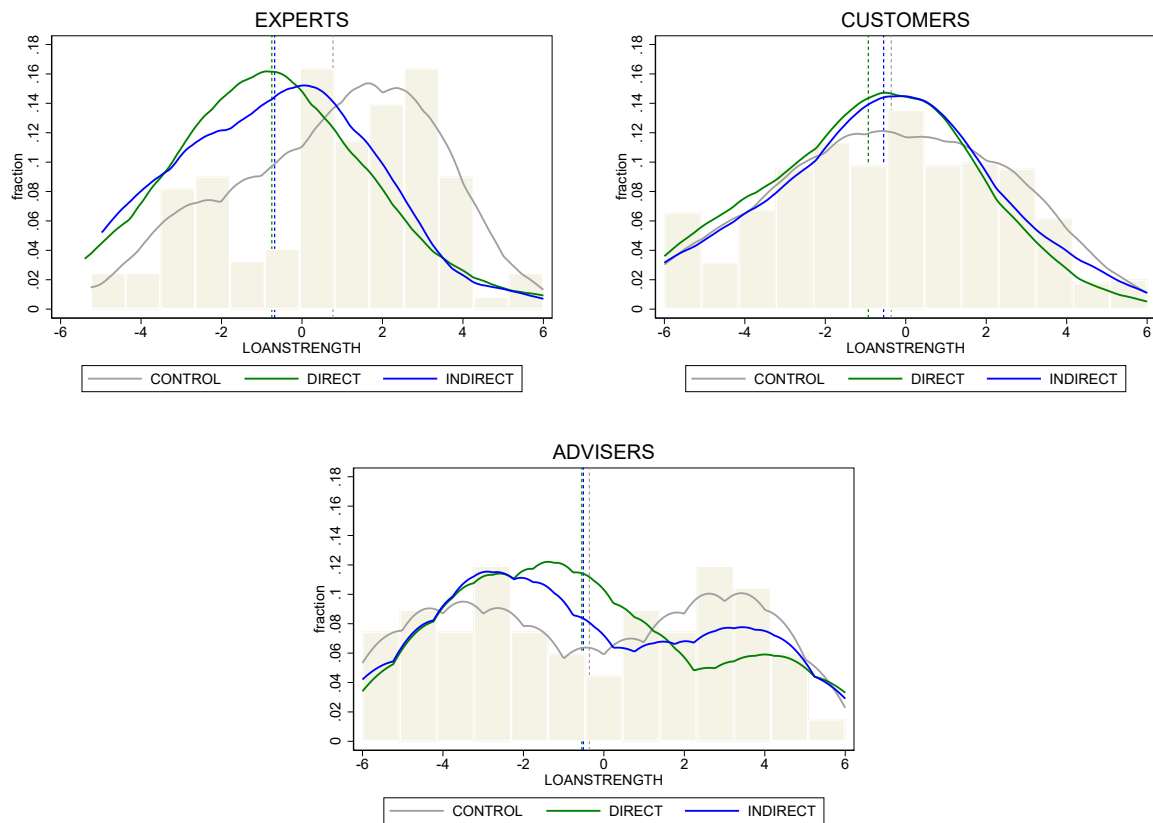 EXPERTS
fraction
0 .02 .04 .06 .08 .1 .12 .14 .16 .18
-6 -4 -2 0 2 4 6
LOANSTRENGTH
CONTROL DIRECT INDIRECT
CUSTOMERS
fraction
0 .02 .04 .06 .08 .1 .12 .14 .16 .18
-6 -4 -2 0 2 4 6
LOANSTRENGTH
CONTROL DIRECT INDIRECT
ADVISERS
fraction
0 .02 .04 .06 .08 .1 .12 .14 .16 .18
-6 -4 -2 0 2 4 6
LOANSTRENGTH
CONTROL DIRECT INDIRECT